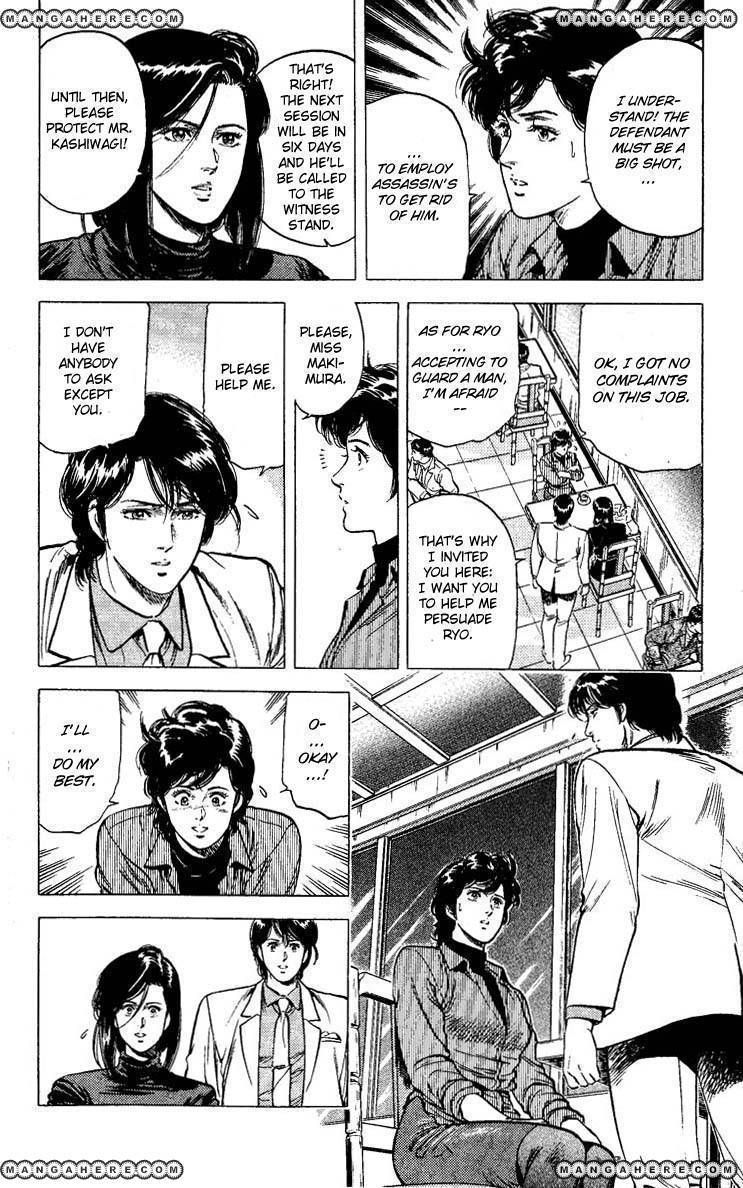 MANGAHERE.COM
MANGAHERE.COM
I UNDER-
STAND! THE
DEFENDANT
MUST BE A
BIG SHOT,
...
...
TO EMPLOY
ASSASSIN'S
TO GET RID
OF HIM.
THAT'S
RIGHT!
THE NEXT
SESSION
WILL BE IN
SIX DAYS
AND HE'LL
BE CALLED
TO THE
WITNESS
STAND.
UNTIL THEN,
PLEASE
PROTECT MR.
KASHIWAGI!
OK, I GOT NO
COMPLAINTS
ON THIS JOB.
AS FOR RYO
...
ACCEPTING TO
GUARD A MAN,
I'M AFRAID
--
THAT'S WHY
I INVITED
YOU HERE:
I WANT YOU
TO HELP ME
PERSUADE
RYO.
PLEASE,
MISS
MAKI-
MURA.
PLEASE
HELP ME.
I DON'T
HAVE
ANYBODY
TO ASK
EXCEPT
YOU.
O-
...
OKAY
...!
I'LL
...
DO MY
BEST.
MANGAHERE.COM
MANGAHERE.COM